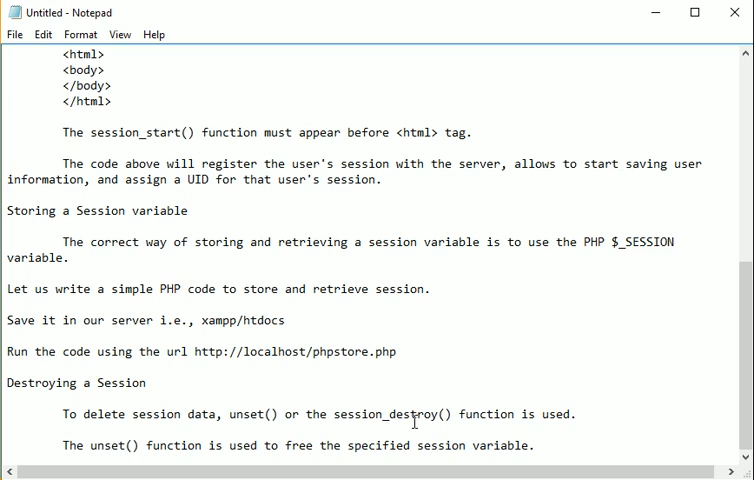 Untitled - Notepad
File Edit Format View Help
<html>
<body>
</body>
</html>
The session_start() function must appear before <html> tag.
The code above will register the user's session with the server, allows to start saving user
information, and assign a UID for that user's session.
Storing a Session variable
The correct way of storing and retrieving a session variable is to use the PHP $_SESSION
variable.
Let us write a simple PHP code to store and retrieve session.
Save it in our server i.e., xampp/htdocs
Run the code using the url http://localhost/phpstore.php
Destroying a Session
To delete session data, unset() or the session_destroy() function is used.
The unset() function is used to free the specified session variable.